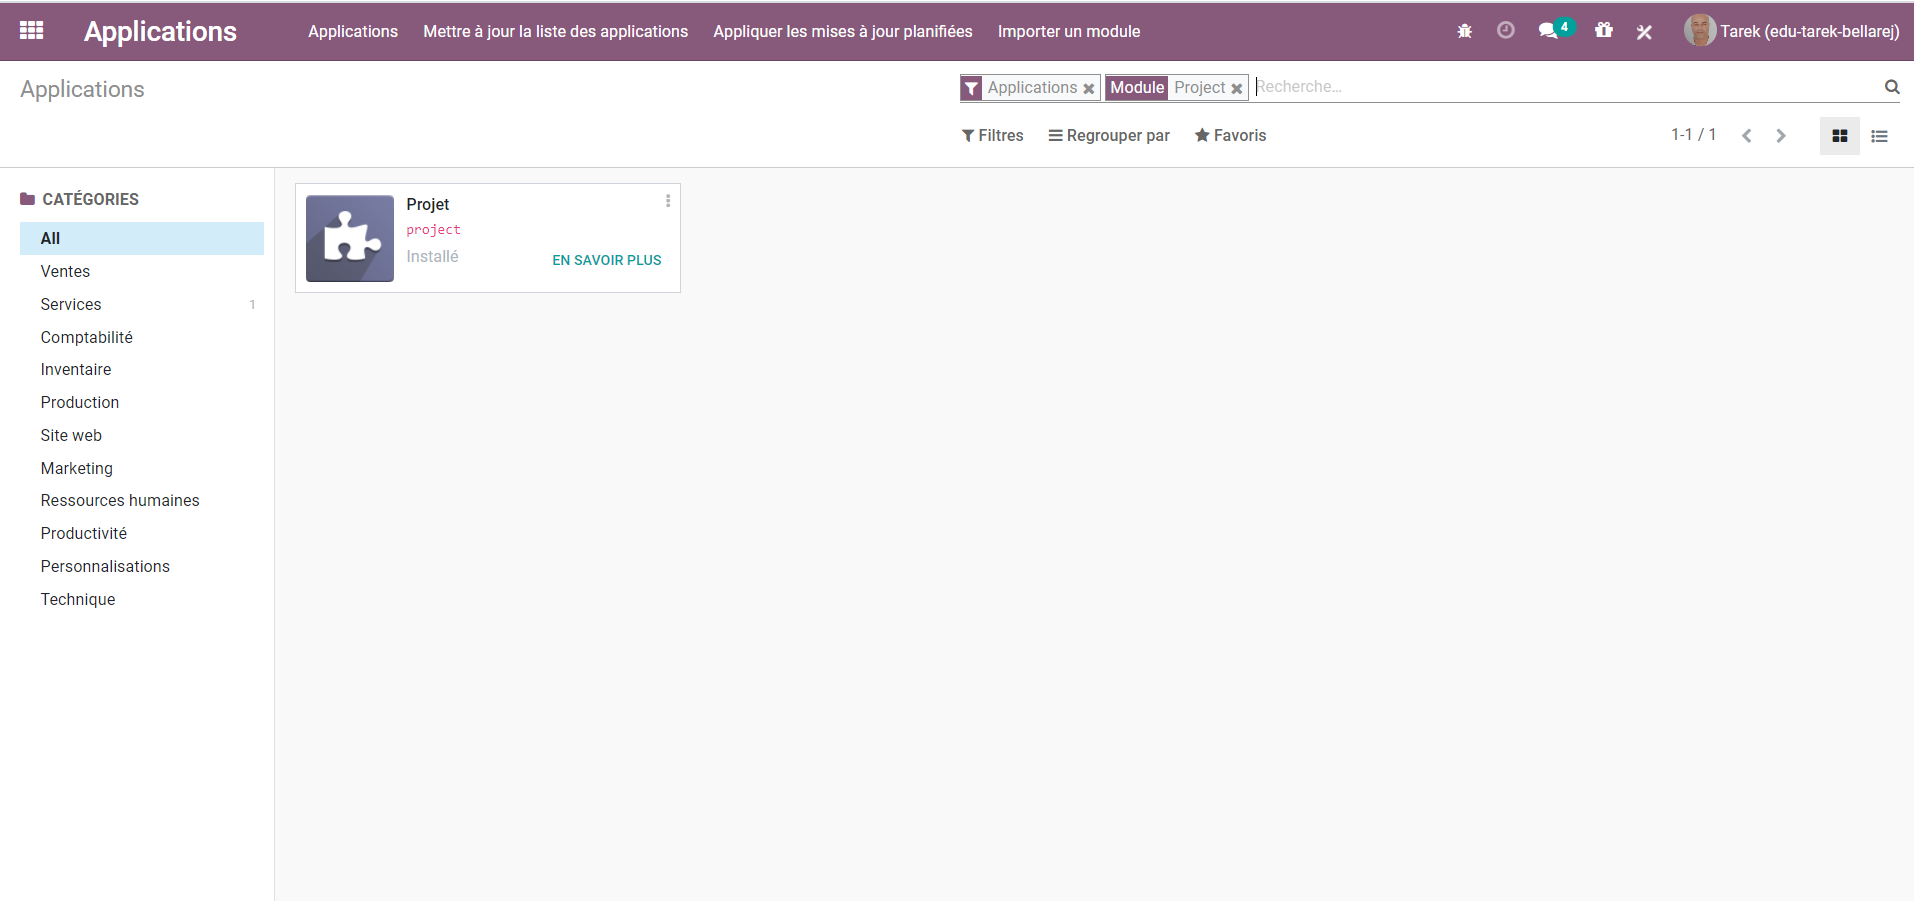 Applications
Applications
Mettre à jour la liste des applications
Appliquer les mises à jour planifiées
Importer un module
4
Tarek (edu-tarek-bellarej)
Applications
Applications
Module
Project
Recherche...
Filtres
Regrouper par
Favoris
1-1 / 1
CATÉGORIES
All
Ventes
Services
1
Comptabilité
Inventaire
Production
Site web
Marketing
Ressources humaines
Productivité
Personnalisations
Technique
Projet
project
Installé
EN SAVOIR PLUS